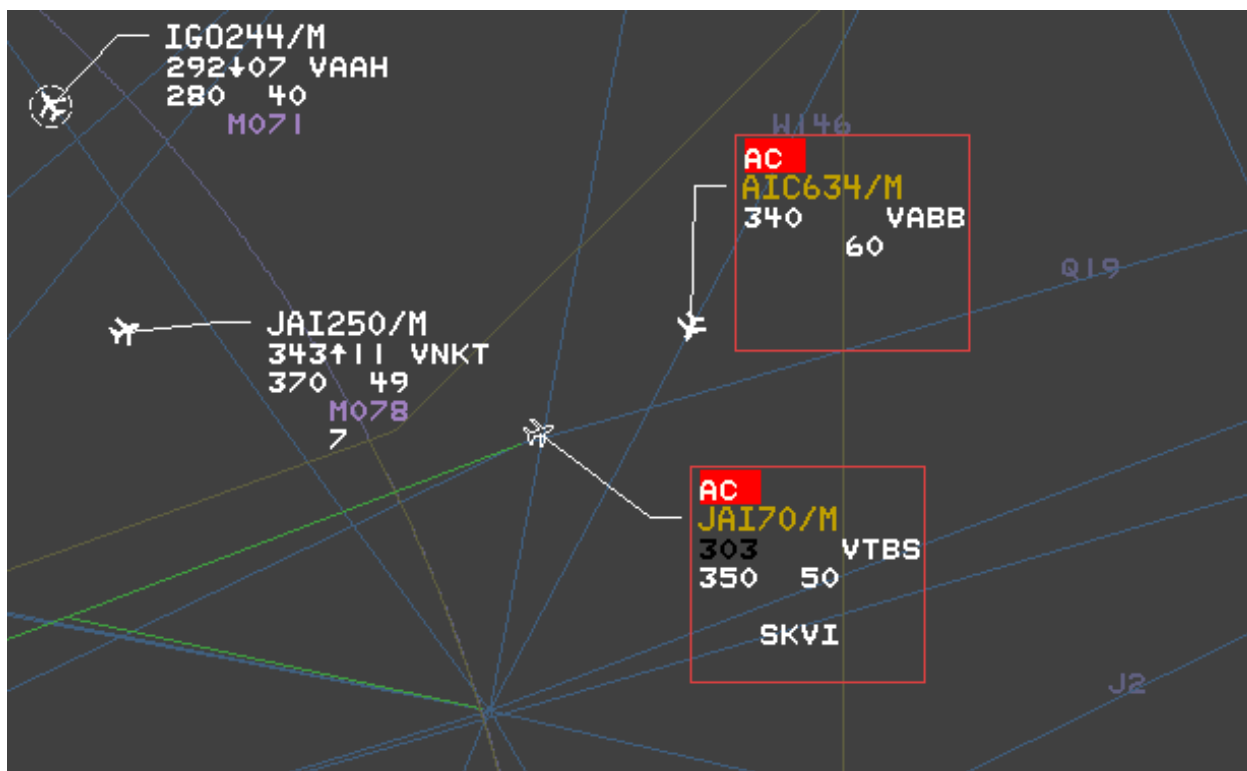 IGO244/M
292↓07 VAAH
280 40
M071
W146
AC
AIC634/M
340 VABB
60
Q19
JAI250/M
343↑11 VNKT
370 49
M078
7
AC
JAI70/M
303 VTBS
350 50
SKVI
J2